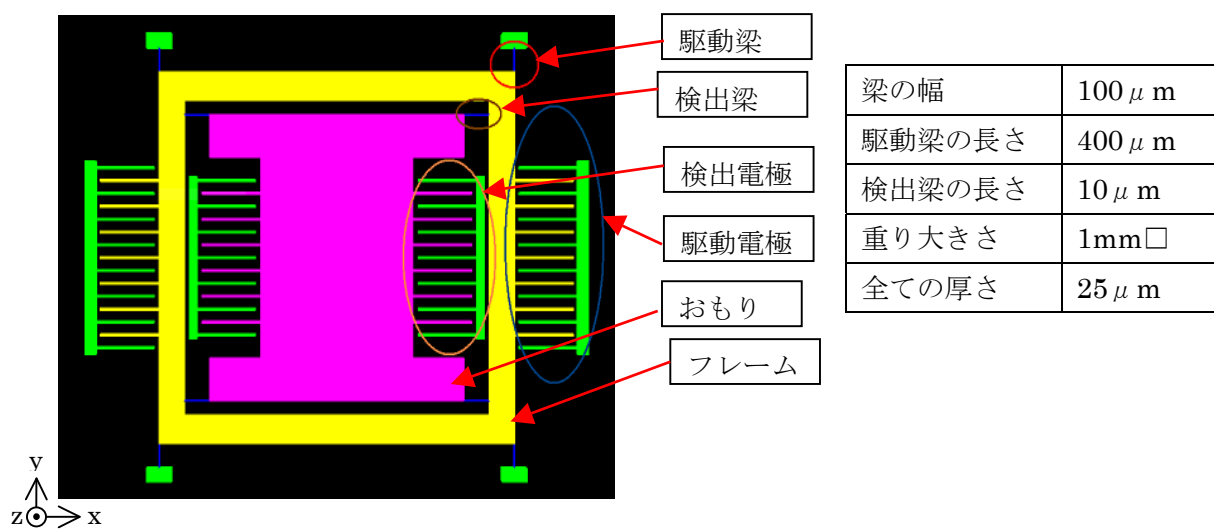 駆動梁
検出梁
検出電極
駆動電極
おもり
フレーム
梁の幅 100μm
駆動梁の長さ 400μm
検出梁の長さ 10μm
重り大きさ 1mm□
全ての厚さ 25μm
y
z x